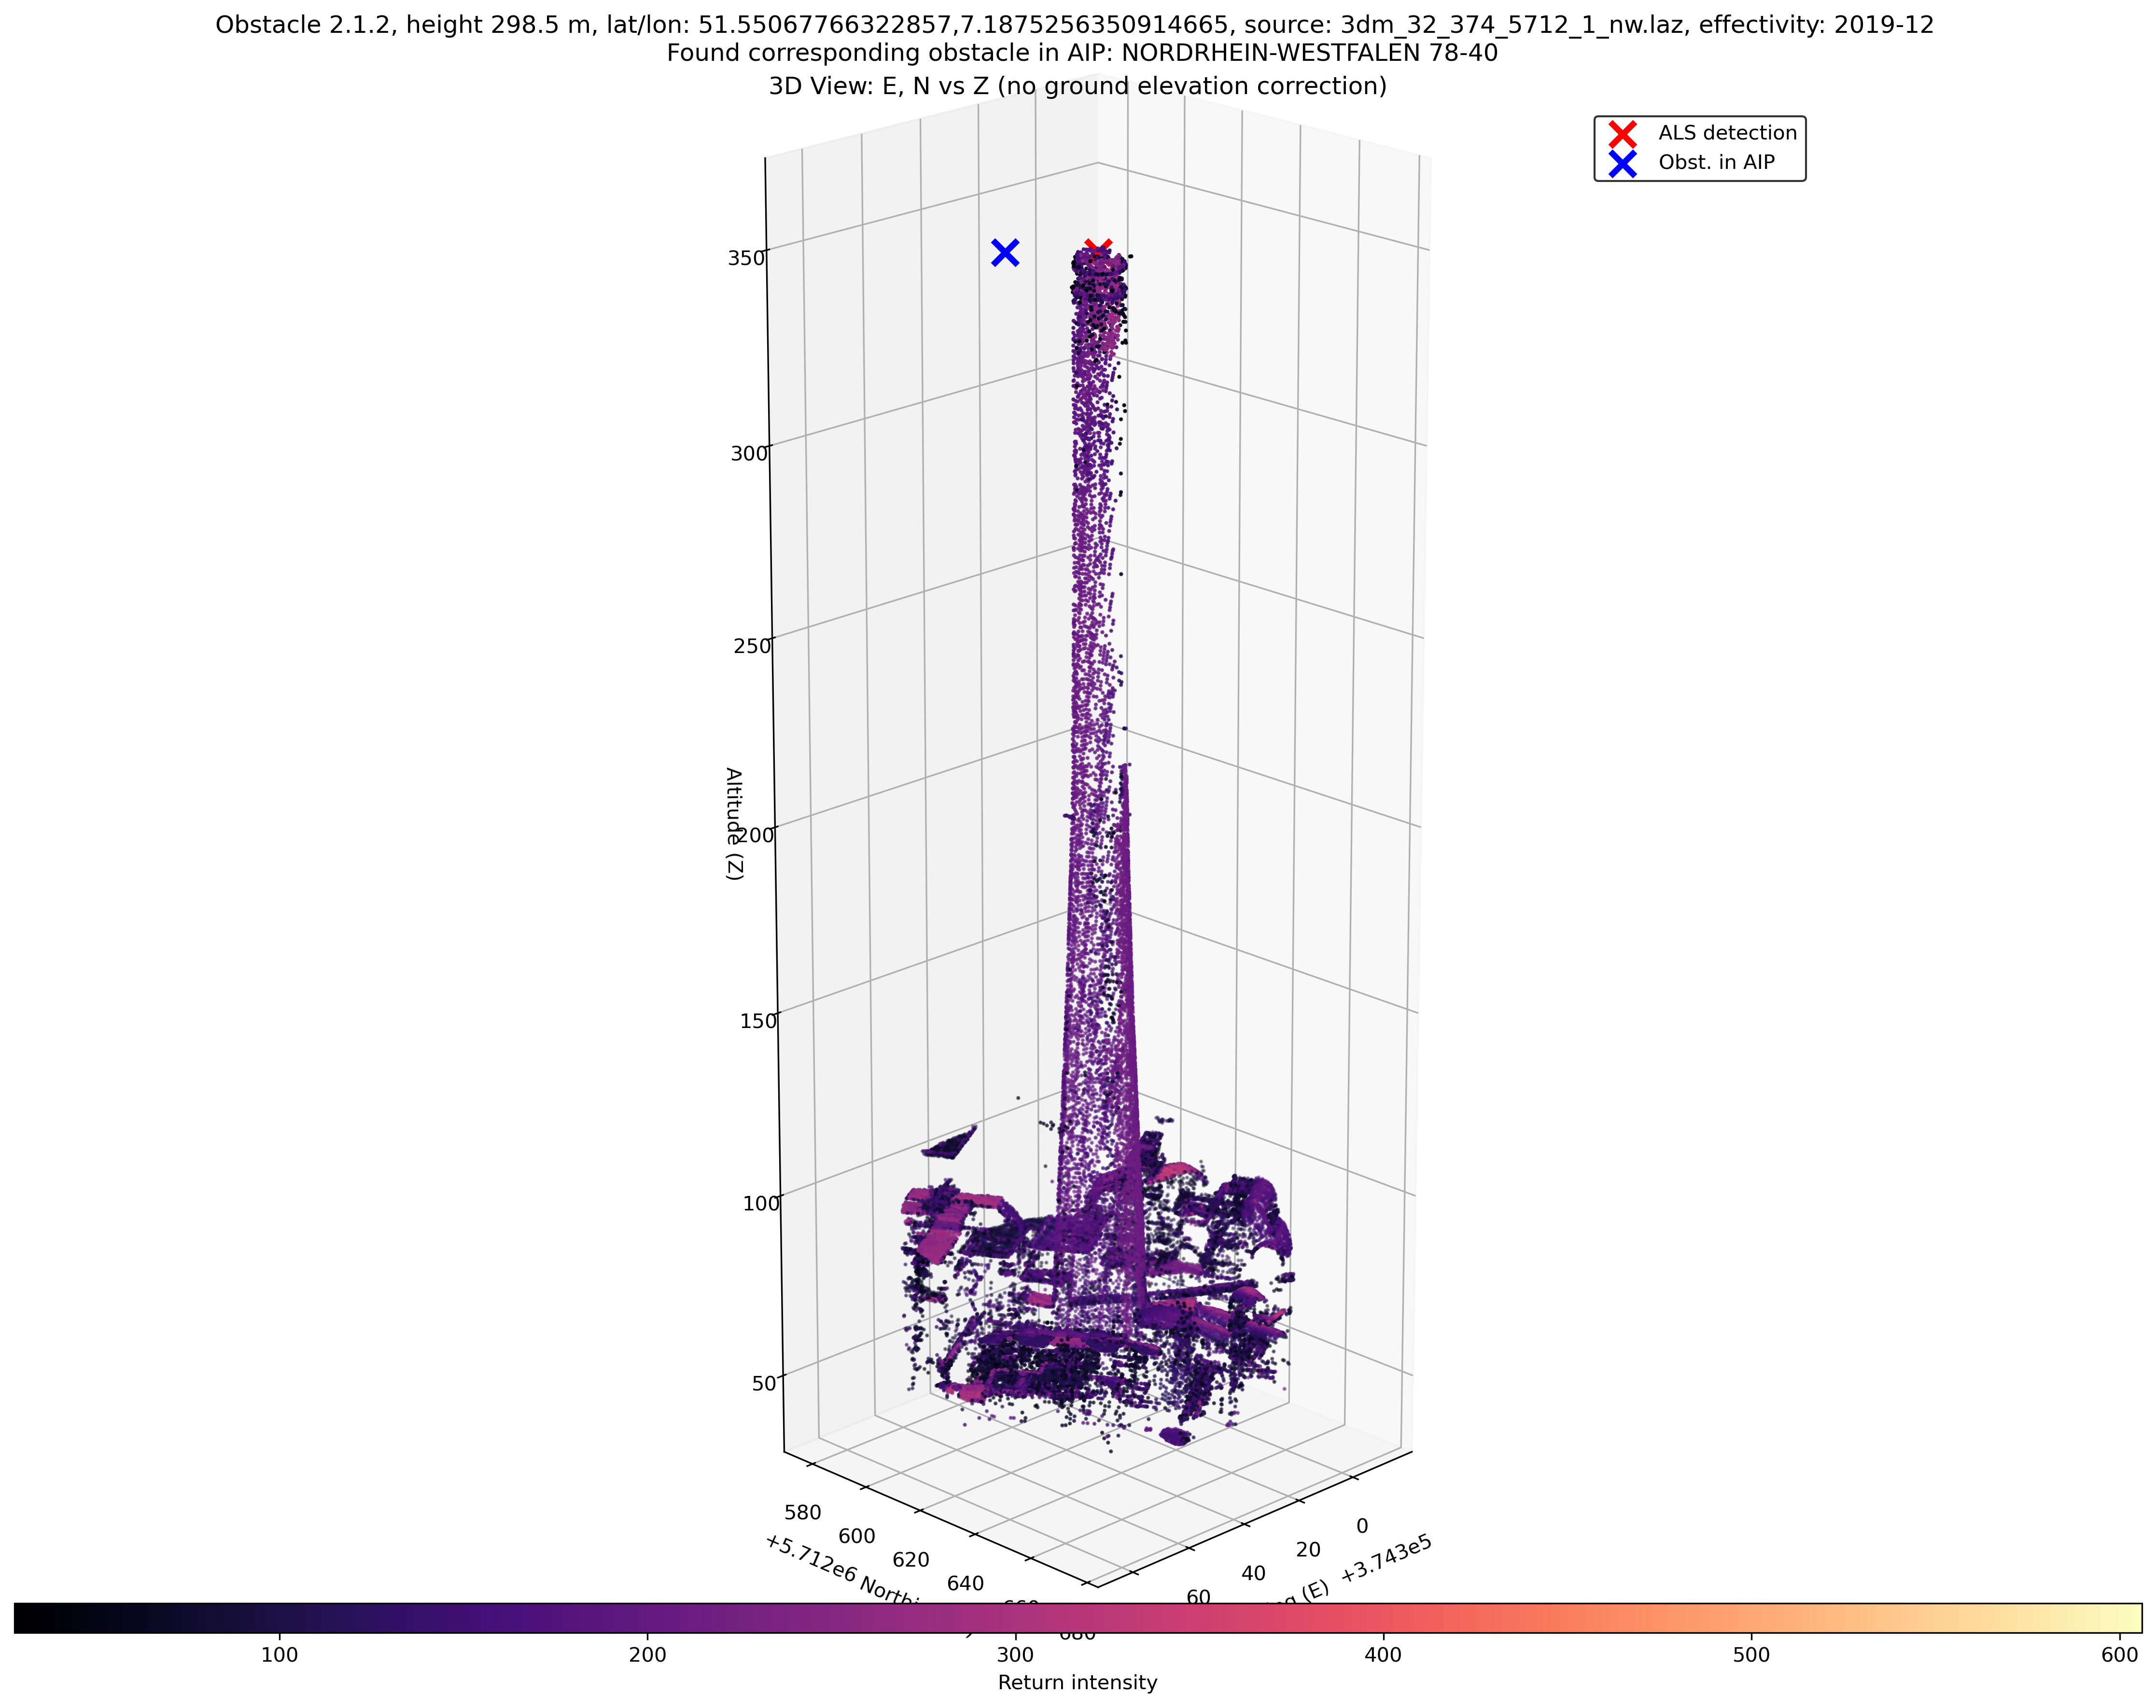 Obstacle 2.1.2, height 298.5 m, lat/lon: 51.55067766322857,7.1875256350914665, source: 3dm_32_374_5712_1_nw.laz, effectivity: 2019-12
Found corresponding obstacle in AIP: NORDRHEIN-WESTFALEN 78-40
3D View: E, N vs Z (no ground elevation correction)
ALS detection
Obst. in AIP
350
300
250
200
150
100
50
Altitude (Z)
580
600
620
640
680
+5.712e6
0
20
40
60
+3.743e5
(E)
100
200
300
400
500
600
Return intensity